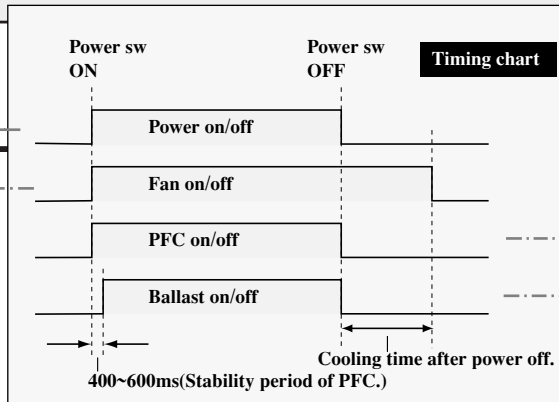 Power sw
ON
Power sw
OFF
Timing chart
Power on/off
Fan on/off
PFC on/off
Ballast on/off
Cooling time after power off.
400~600ms(Stability period of PFC.)